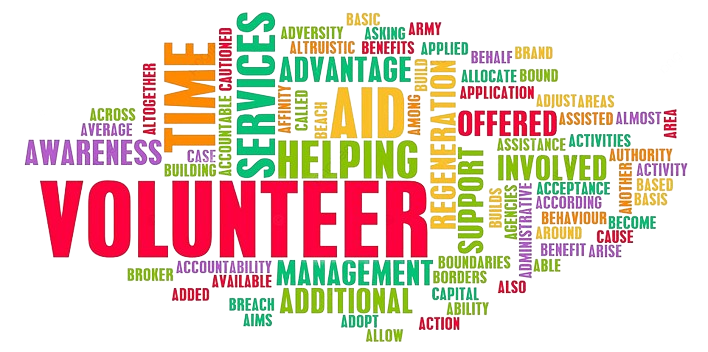 BASIC
ADVERSITY
ASKING
ARMY
ALTRUISTIC
BENEFITS
APPLIED
BEHALF
BRAND
SERVICES
TIME
CAUTIONED
ALTOGETHER
ADVANTAGE
BUILD
ALLOCATE
BOUND
APPLICATION
ACROSS
AVERAGE
AWARENESS
CASE
BUILDING
ACCOUNTABLE
AFFINITY
CALLED
BEACH
AID
AMONG
REGENERATION
OFFERED
ADJUST
AREAS
ASSISTED
ALMOST
AREA
HELPING
SUPPORT
ASSISTANCE
ACTIVITIES
INVOLVED
AUTHORITY
ACTIVITY
ANOTHER
BASED
BASIS
VOLUNTEER
BUILDS
AGENCIES
ADMINISTRATIVE
ACCEPTANCE
ACCORDING
BEHAVIOUR
BECOME
AROUND
CAUSE
BENEFIT
ARISE
ABLE
BROKER
ACCOUNTABILITY
AVAILABLE
ADDED
MANAGEMENT
BOUNDARIES
BORDERS
ALSO
BREACH
AIMS
ADDITIONAL
CAPITAL
ABILITY
ADOPT
ACTION
ALLOW